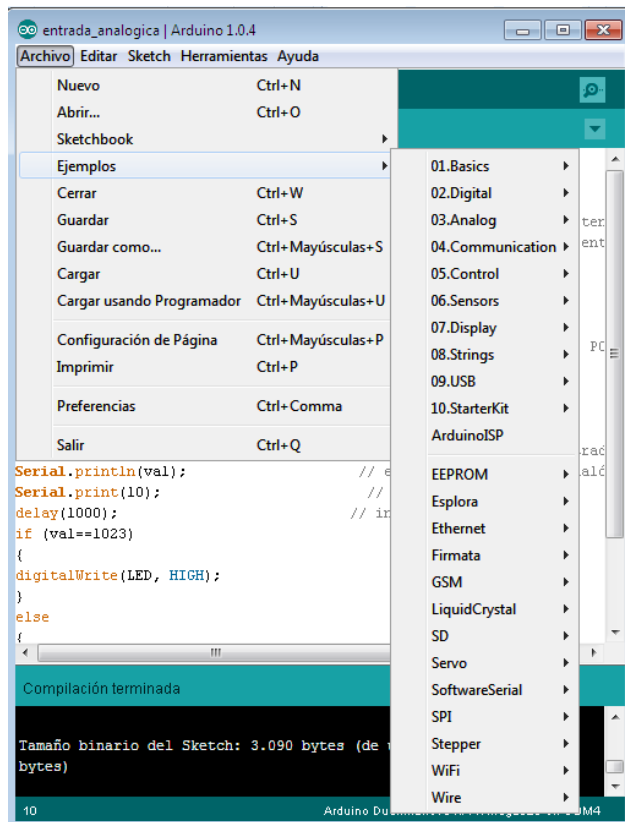 entrada_analogica | Arduino 1.0.4
Archivo Editar Sketch Herramientas Ayuda
Nuevo Ctrl+N
Abrir... Ctrl+O
Sketchbook
Ejemplos
Cerrar Ctrl+W
Guardar Ctrl+S
Guardar como... Ctrl+Mayúsculas+S
Cargar Ctrl+U
Cargar usando Programador Ctrl+Mayúsculas+U
Configuración de Página Ctrl+Mayúsculas+P
Imprimir Ctrl+P
Preferencias Ctrl+Comma
Salir Ctrl+Q
01.Basics
02.Digital
03.Analog
04.Communication
05.Control
06.Sensors
07.Display
08.Strings
09.USB
10.StarterKit
ArduinoISP
EEPROM
Esplora
Ethernet
Firmata
GSM
LiquidCrystal
SD
Servo
SoftwareSerial
SPI
Stepper
WiFi
Wire
ter
ent
Serial.println(val); // e
Serial.print(10); //
delay(1000); // in
if (val==1023)
{
digitalWrite(LED, HIGH);
}
else
{
Compilación terminada
Tamaño binario del Sketch: 3.090 bytes (de
bytes)
10
Arduino